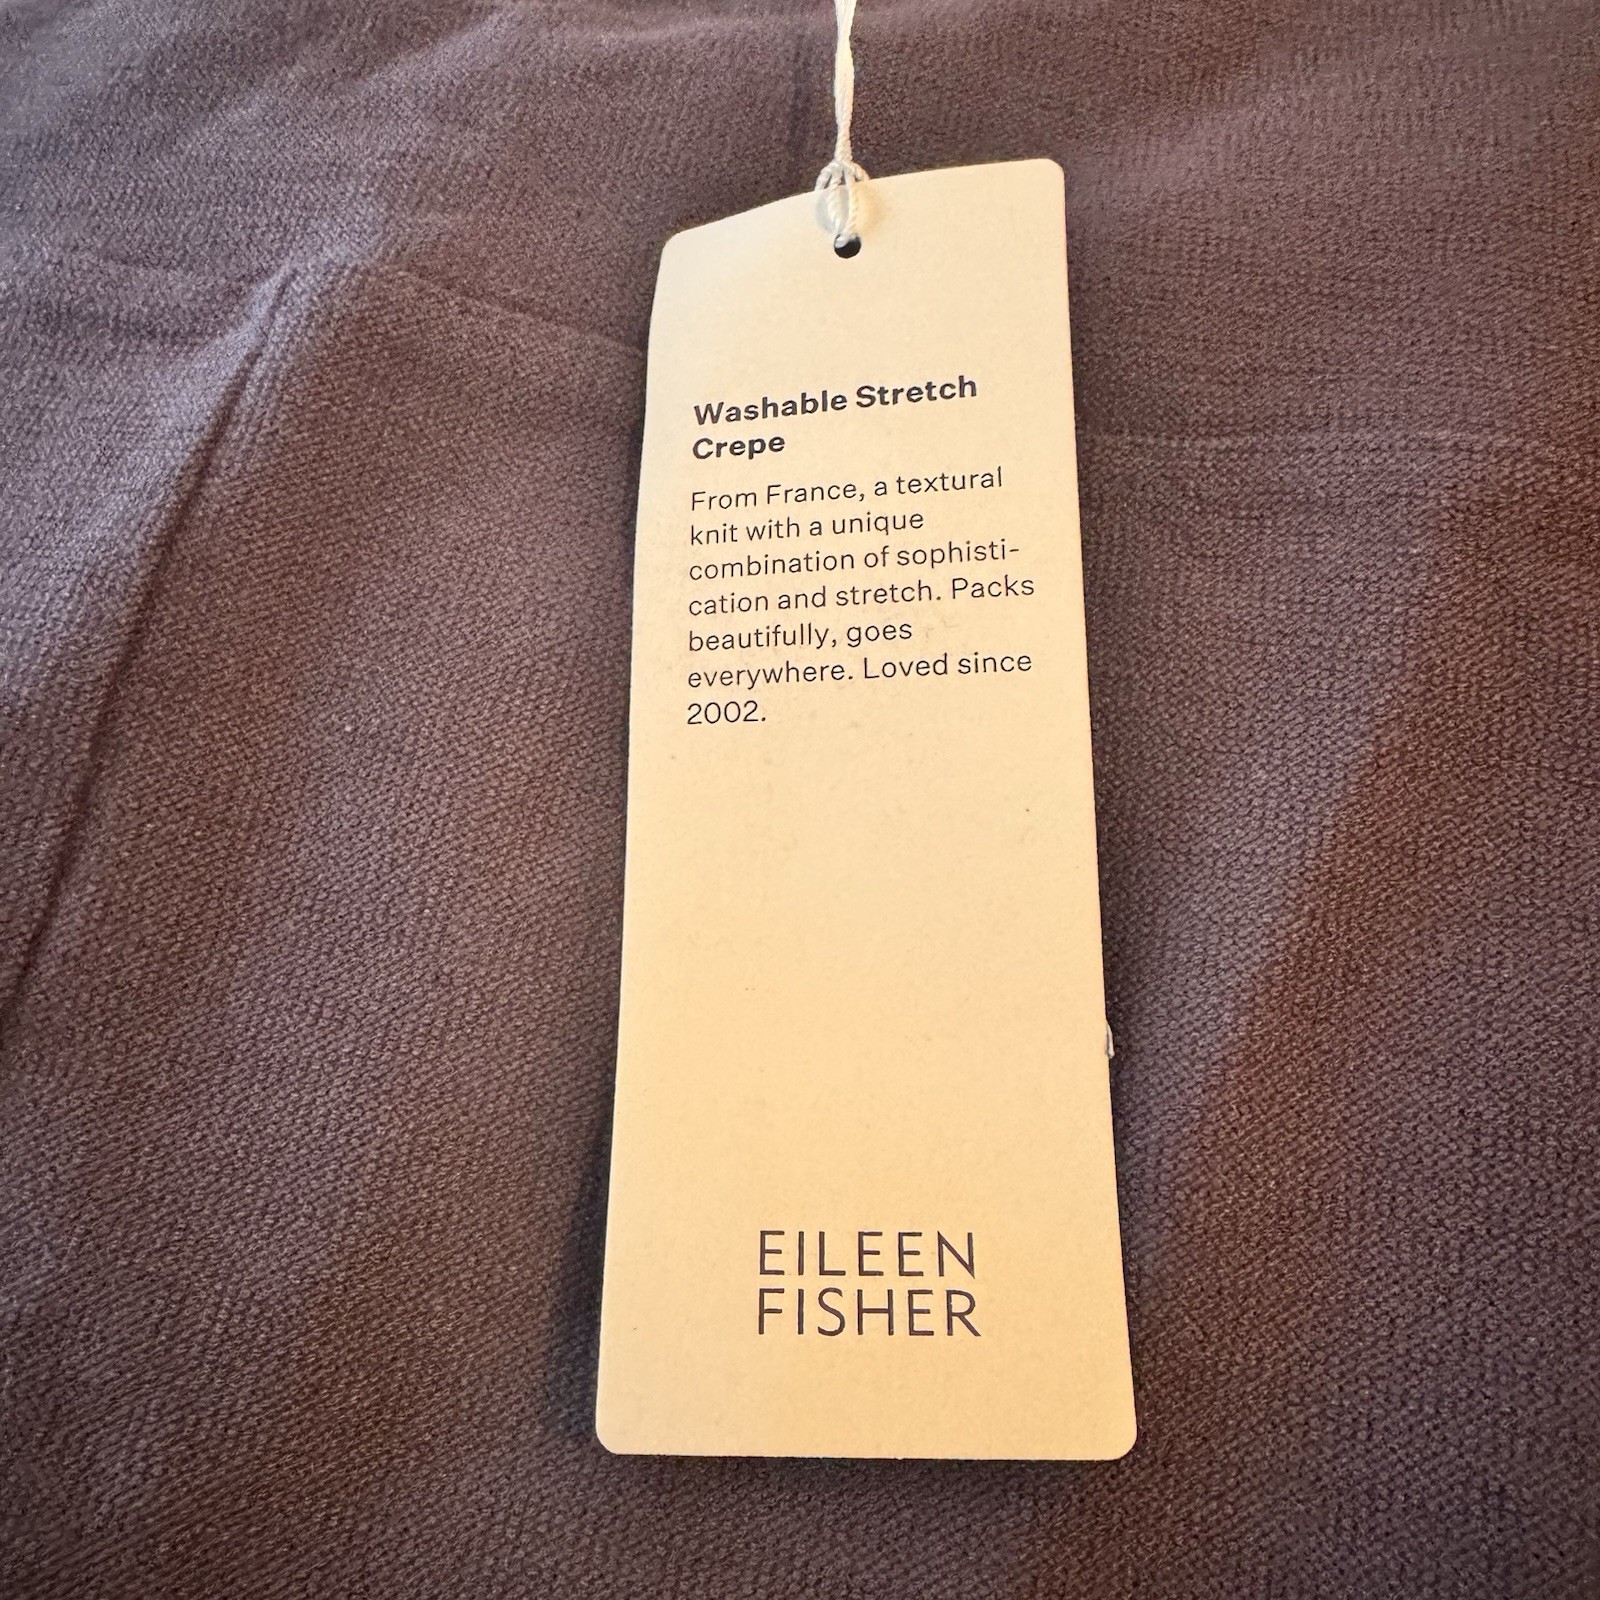 Washable Stretch
Crepe
From France, a textural
knit with a unique
combination of sophisti-
cation and stretch. Packs
beautifully, goes
everywhere. Loved since
2002.
EILEEN
FISHER